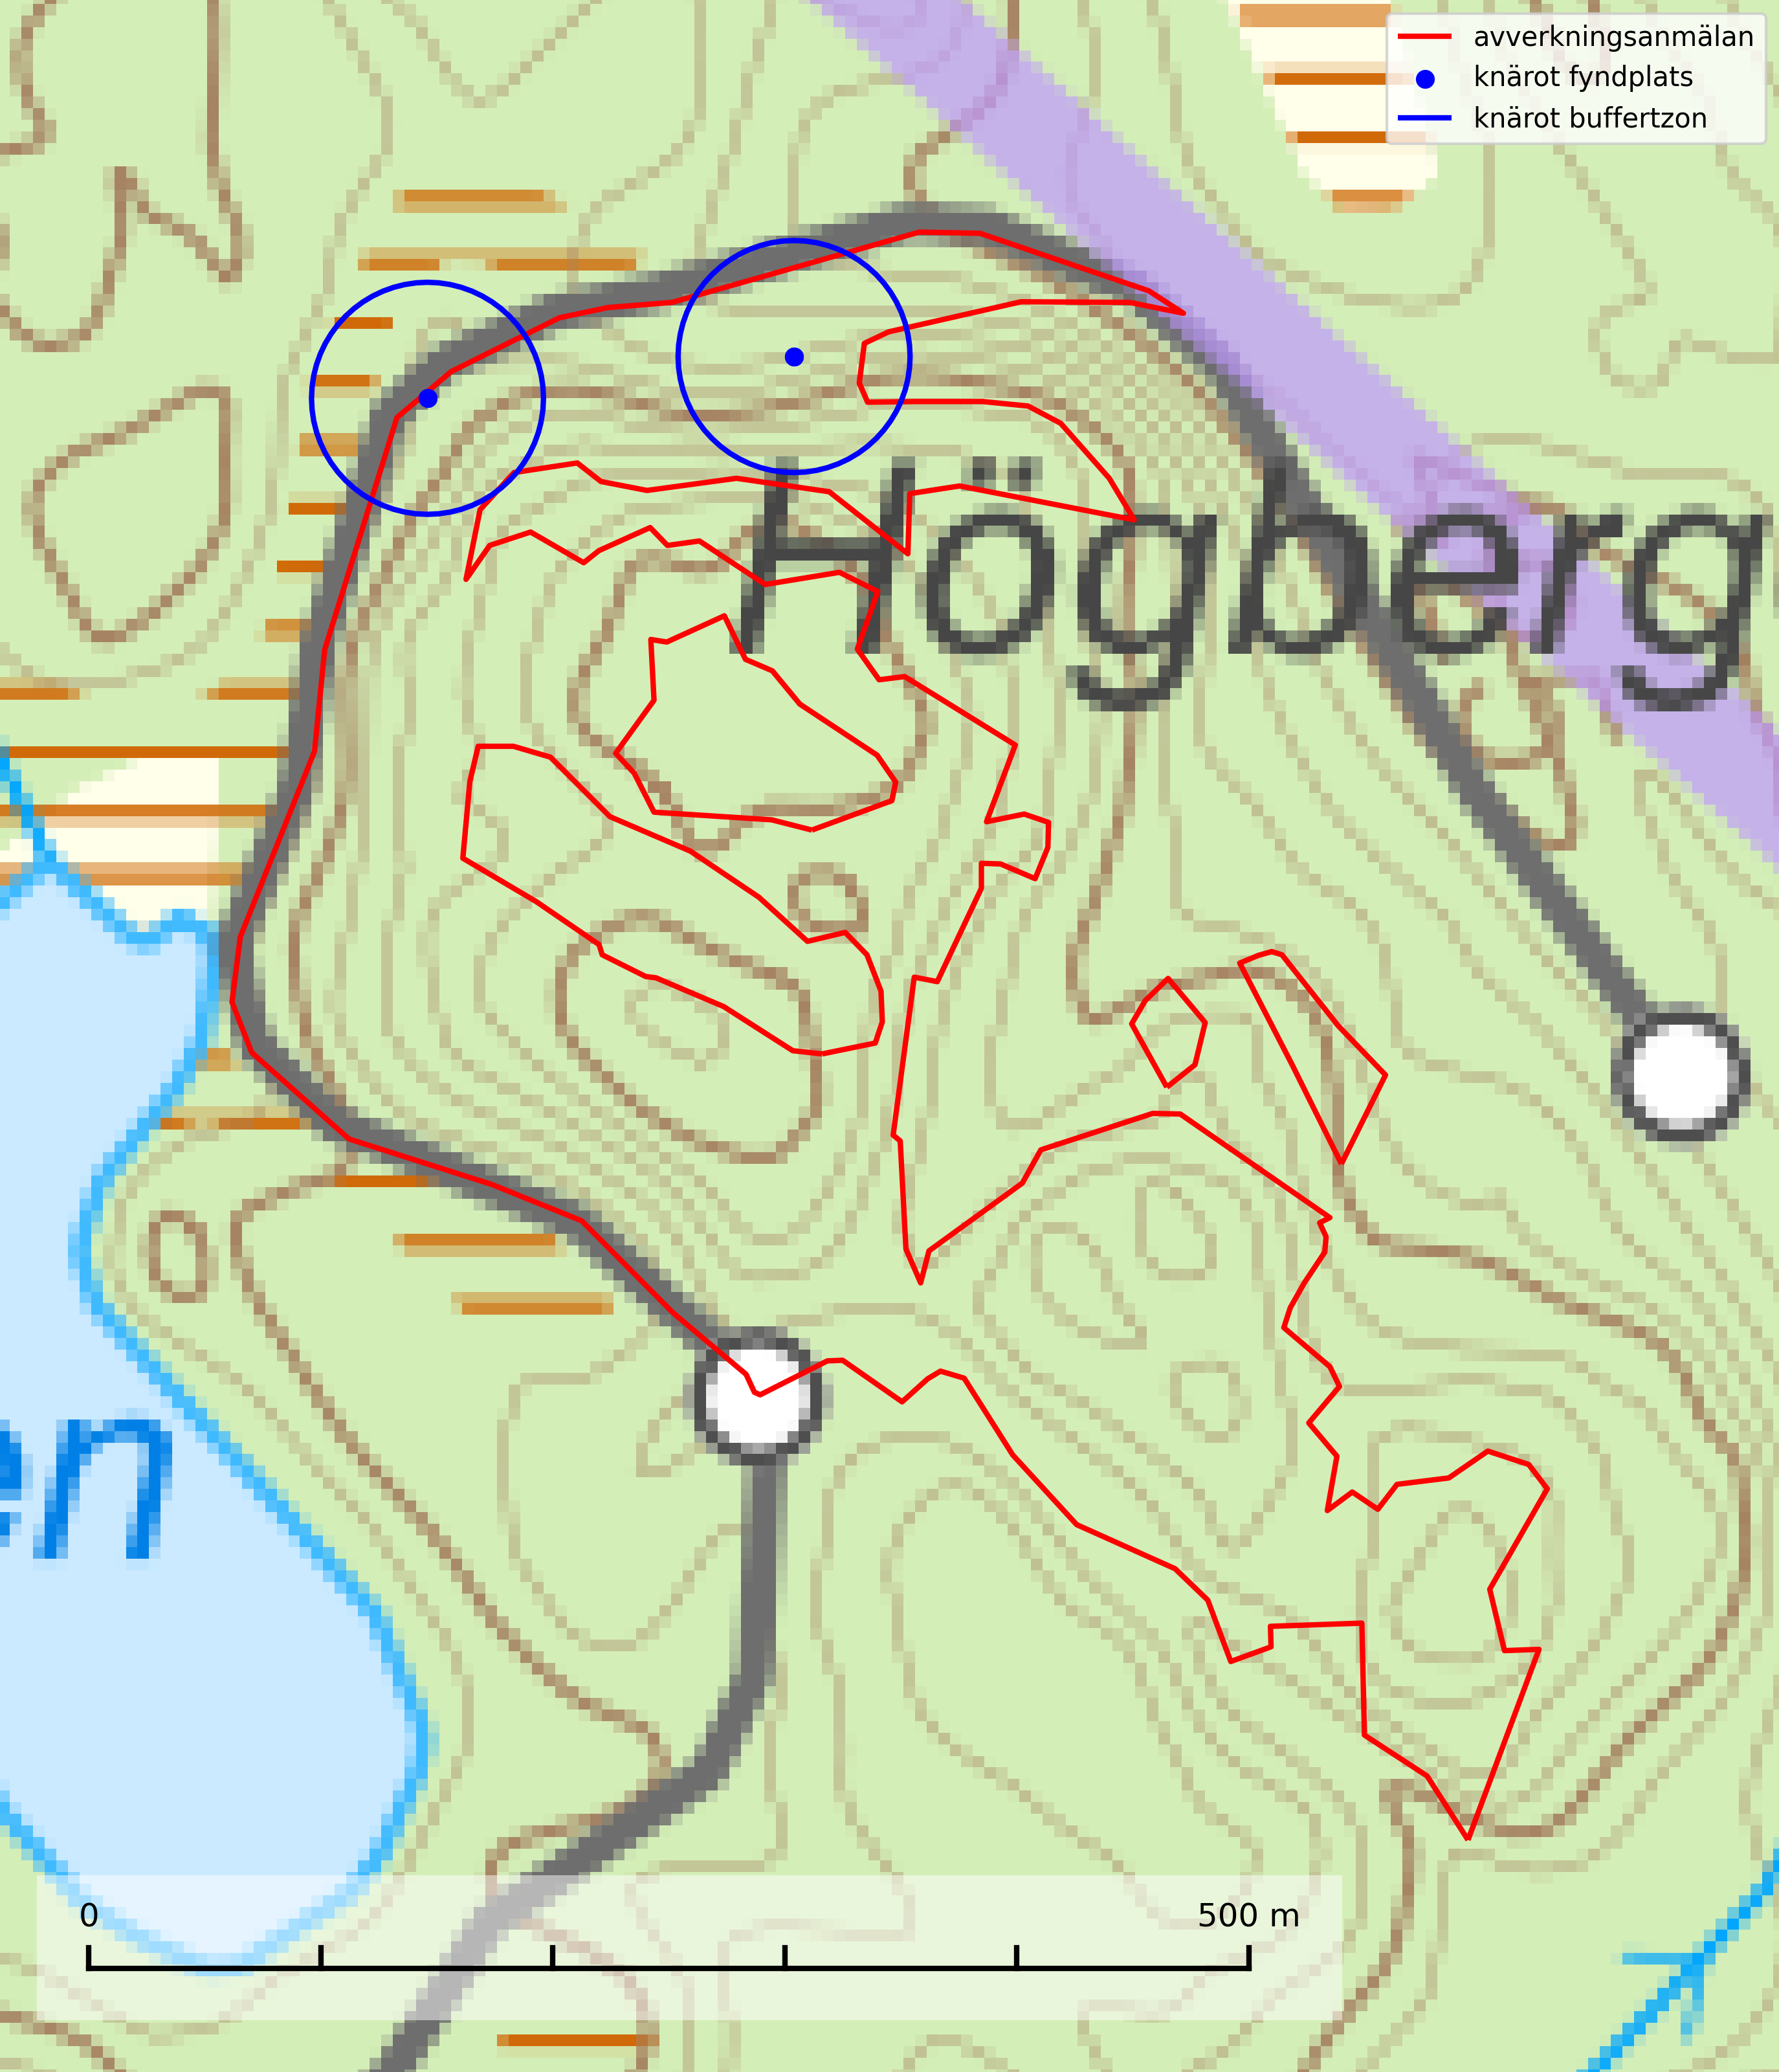 avverkningsanmälan
knärot fyndplats
knärot buffertzon
Högberg
en
0 500 m